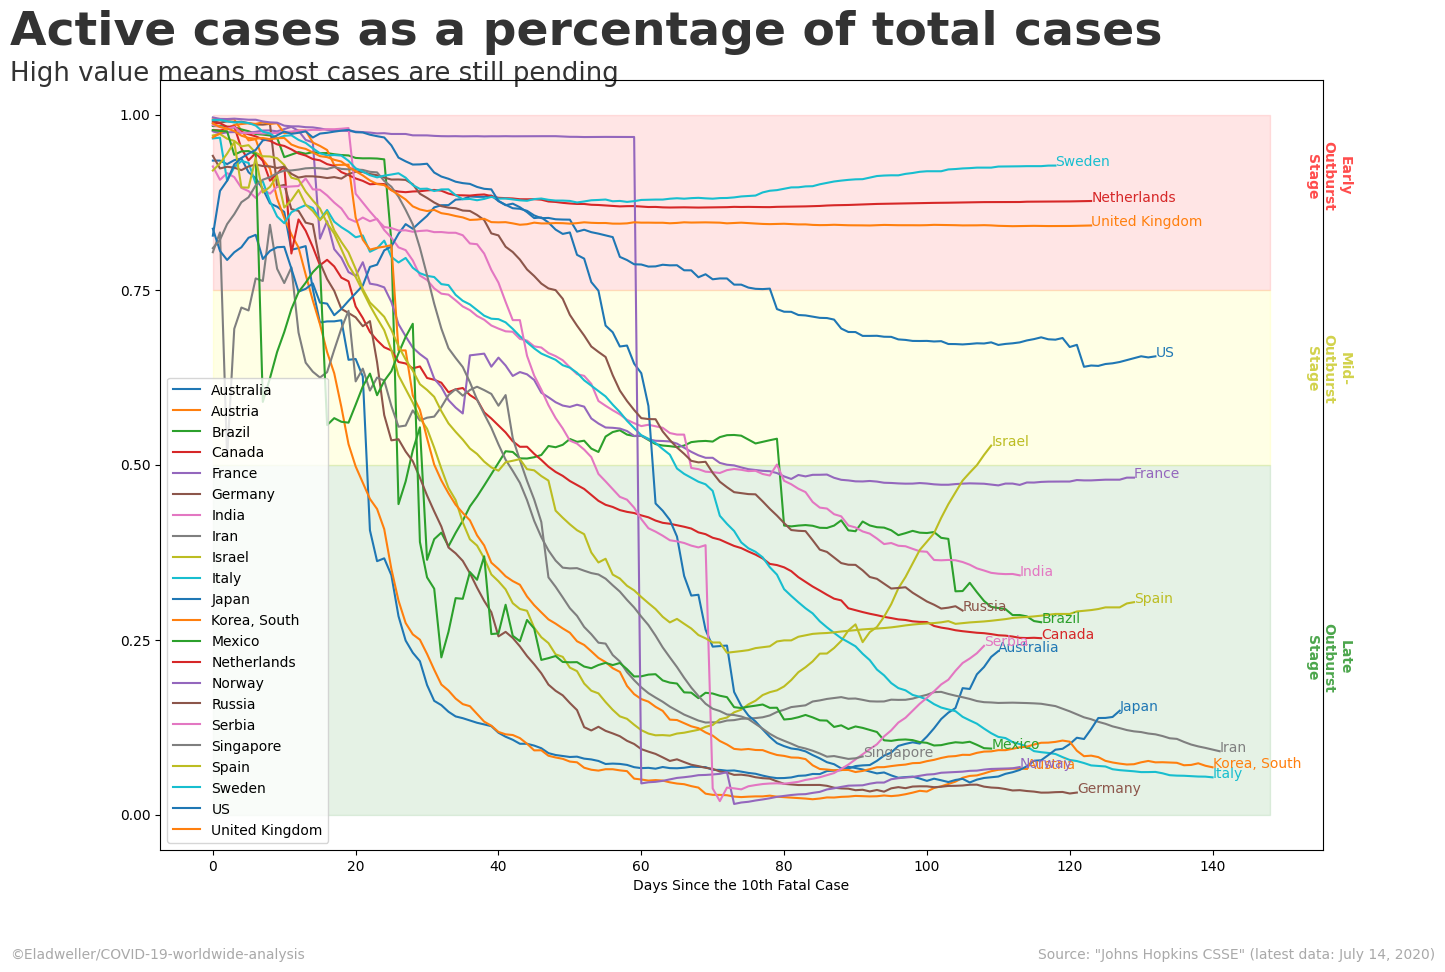 Active cases as a percentage of total cases
High value means most cases are still pending
1.00
0.75
0.50
0.25
0.00
Early
Outburst
Stage
Mid-
Outburst
Stage
Late
Outburst
Stage
Sweden
Netherlands
United Kingdom
US
Israel
France
India
Spain
Russia
Brazil
Canada
Serbia
Australia
Japan
Mexico
Iran
Singapore
Norway
Austria
Korea, South
Italy
Germany
Australia
Austria
Brazil
Canada
France
Germany
India
Iran
Israel
Italy
Japan
Korea, South
Mexico
Netherlands
Norway
Russia
Serbia
Singapore
Spain
Sweden
US
United Kingdom
0 20 40 60 80 100 120 140
Days Since the 10th Fatal Case
©Eladweller/COVID-19-worldwide-analysis
Source: "Johns Hopkins CSSE" (latest data: July 14, 2020)